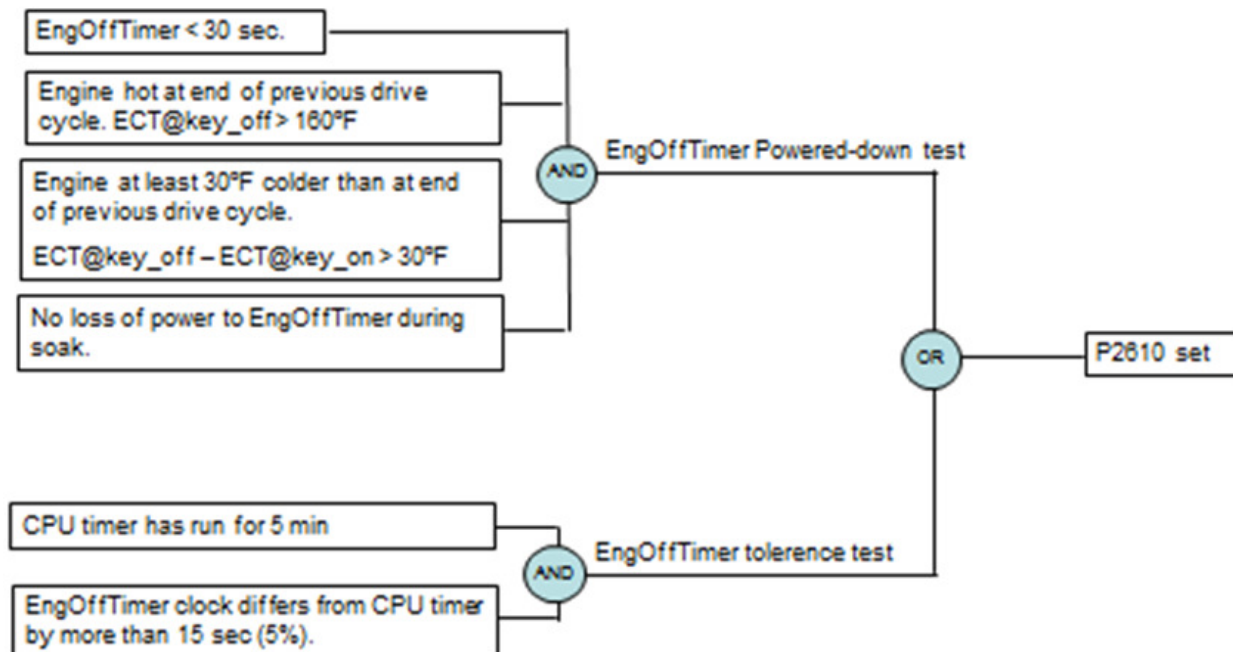 EngOffTimer < 30 sec.
Engine hot at end of previous drive
cycle. ECT@key_off > 160ºF
AND
EngOffTimer Powered-down test
Engine at least 30ºF colder than at end
of previous drive cycle.
ECT@key_off – ECT@key_on > 30ºF
No loss of power to EngOffTimer during
soak.
OR
P2610 set
CPU timer has run for 5 min
AND
EngOffTimer tolerence test
EngOffTimer clock differs from CPU timer
by more than 15 sec (5%).